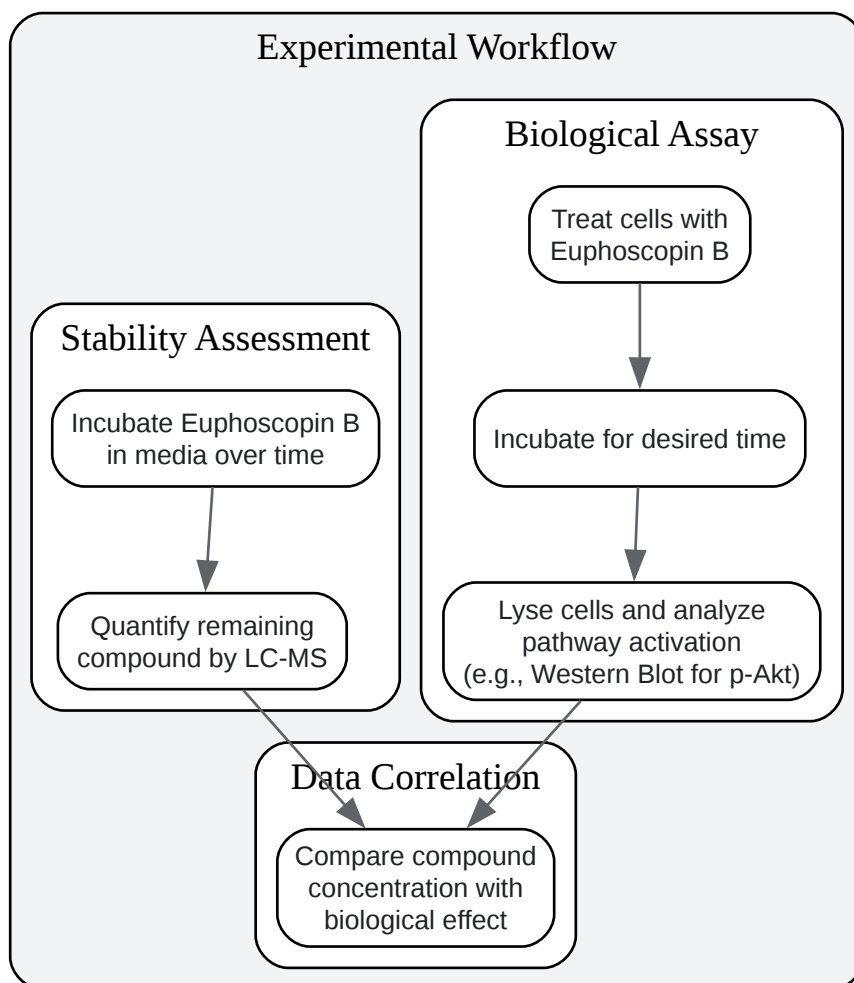 Experimental Workflow
Biological Assay
Treat cells with
Euphoscopin B
Stability Assessment
Incubate Euphoscopin B
in media over time
Incubate for desired time
Quantify remaining
compound by LC-MS
Lyse cells and analyze
pathway activation
(e.g., Western Blot for p-Akt)
Data Correlation
Compare compound
concentration with
biological effect